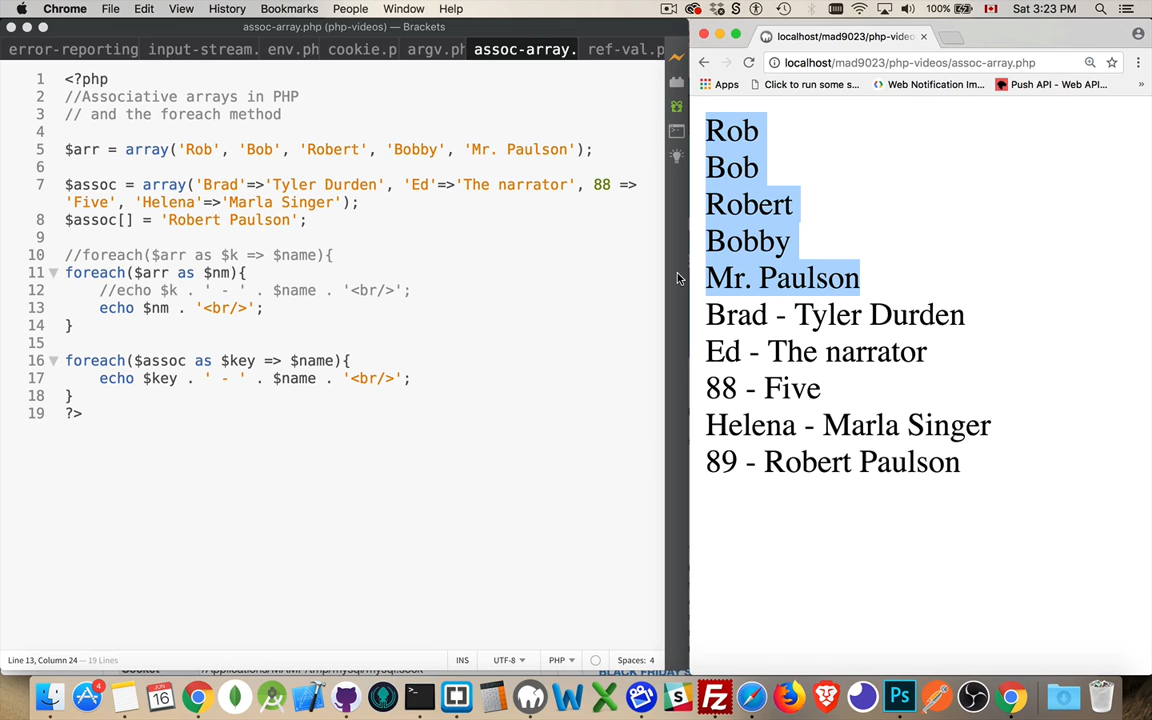 Chrome File Edit View History Bookmarks People Window Help 100% Sat 3:23 PM
assoc-array.php (php-videos) — Brackets
error-reporting input-stream. env.ph cookie.p argv.ph assoc-array. ref-val.p
1 <?php
2 //Associative arrays in PHP
3 // and the foreach method
4
5 $arr = array('Rob', 'Bob', 'Robert', 'Bobby', 'Mr. Paulson');
6
7 $assoc = array('Brad'=>'Tyler Durden', 'Ed'=>'The narrator', 88 =>
'Five', 'Helena'=>'Marla Singer');
8 $assoc[] = 'Robert Paulson';
9
10 //foreach($arr as $k => $name){
11 foreach($arr as $nm){
12 //echo $k . ' - ' . $name . '<br/>';
13 echo $nm . '<br/>';
14 }
15
16 foreach($assoc as $key => $name){
17 echo $key . ' - ' . $name . '<br/>';
18 }
19 ?>
Line 13, Column 24 — 19 Lines
INS UTF-8 PHP Spaces: 4
localhost/mad9023/php-video
localhost/mad9023/php-videos/assoc-array.php
Apps Click to run some s... Web Notification Im... Push API - Web API... »
Rob
Bob
Robert
Bobby
Mr. Paulson
Brad - Tyler Durden
Ed - The narrator
88 - Five
Helena - Marla Singer
89 - Robert Paulson
4
JUN
16
Ps